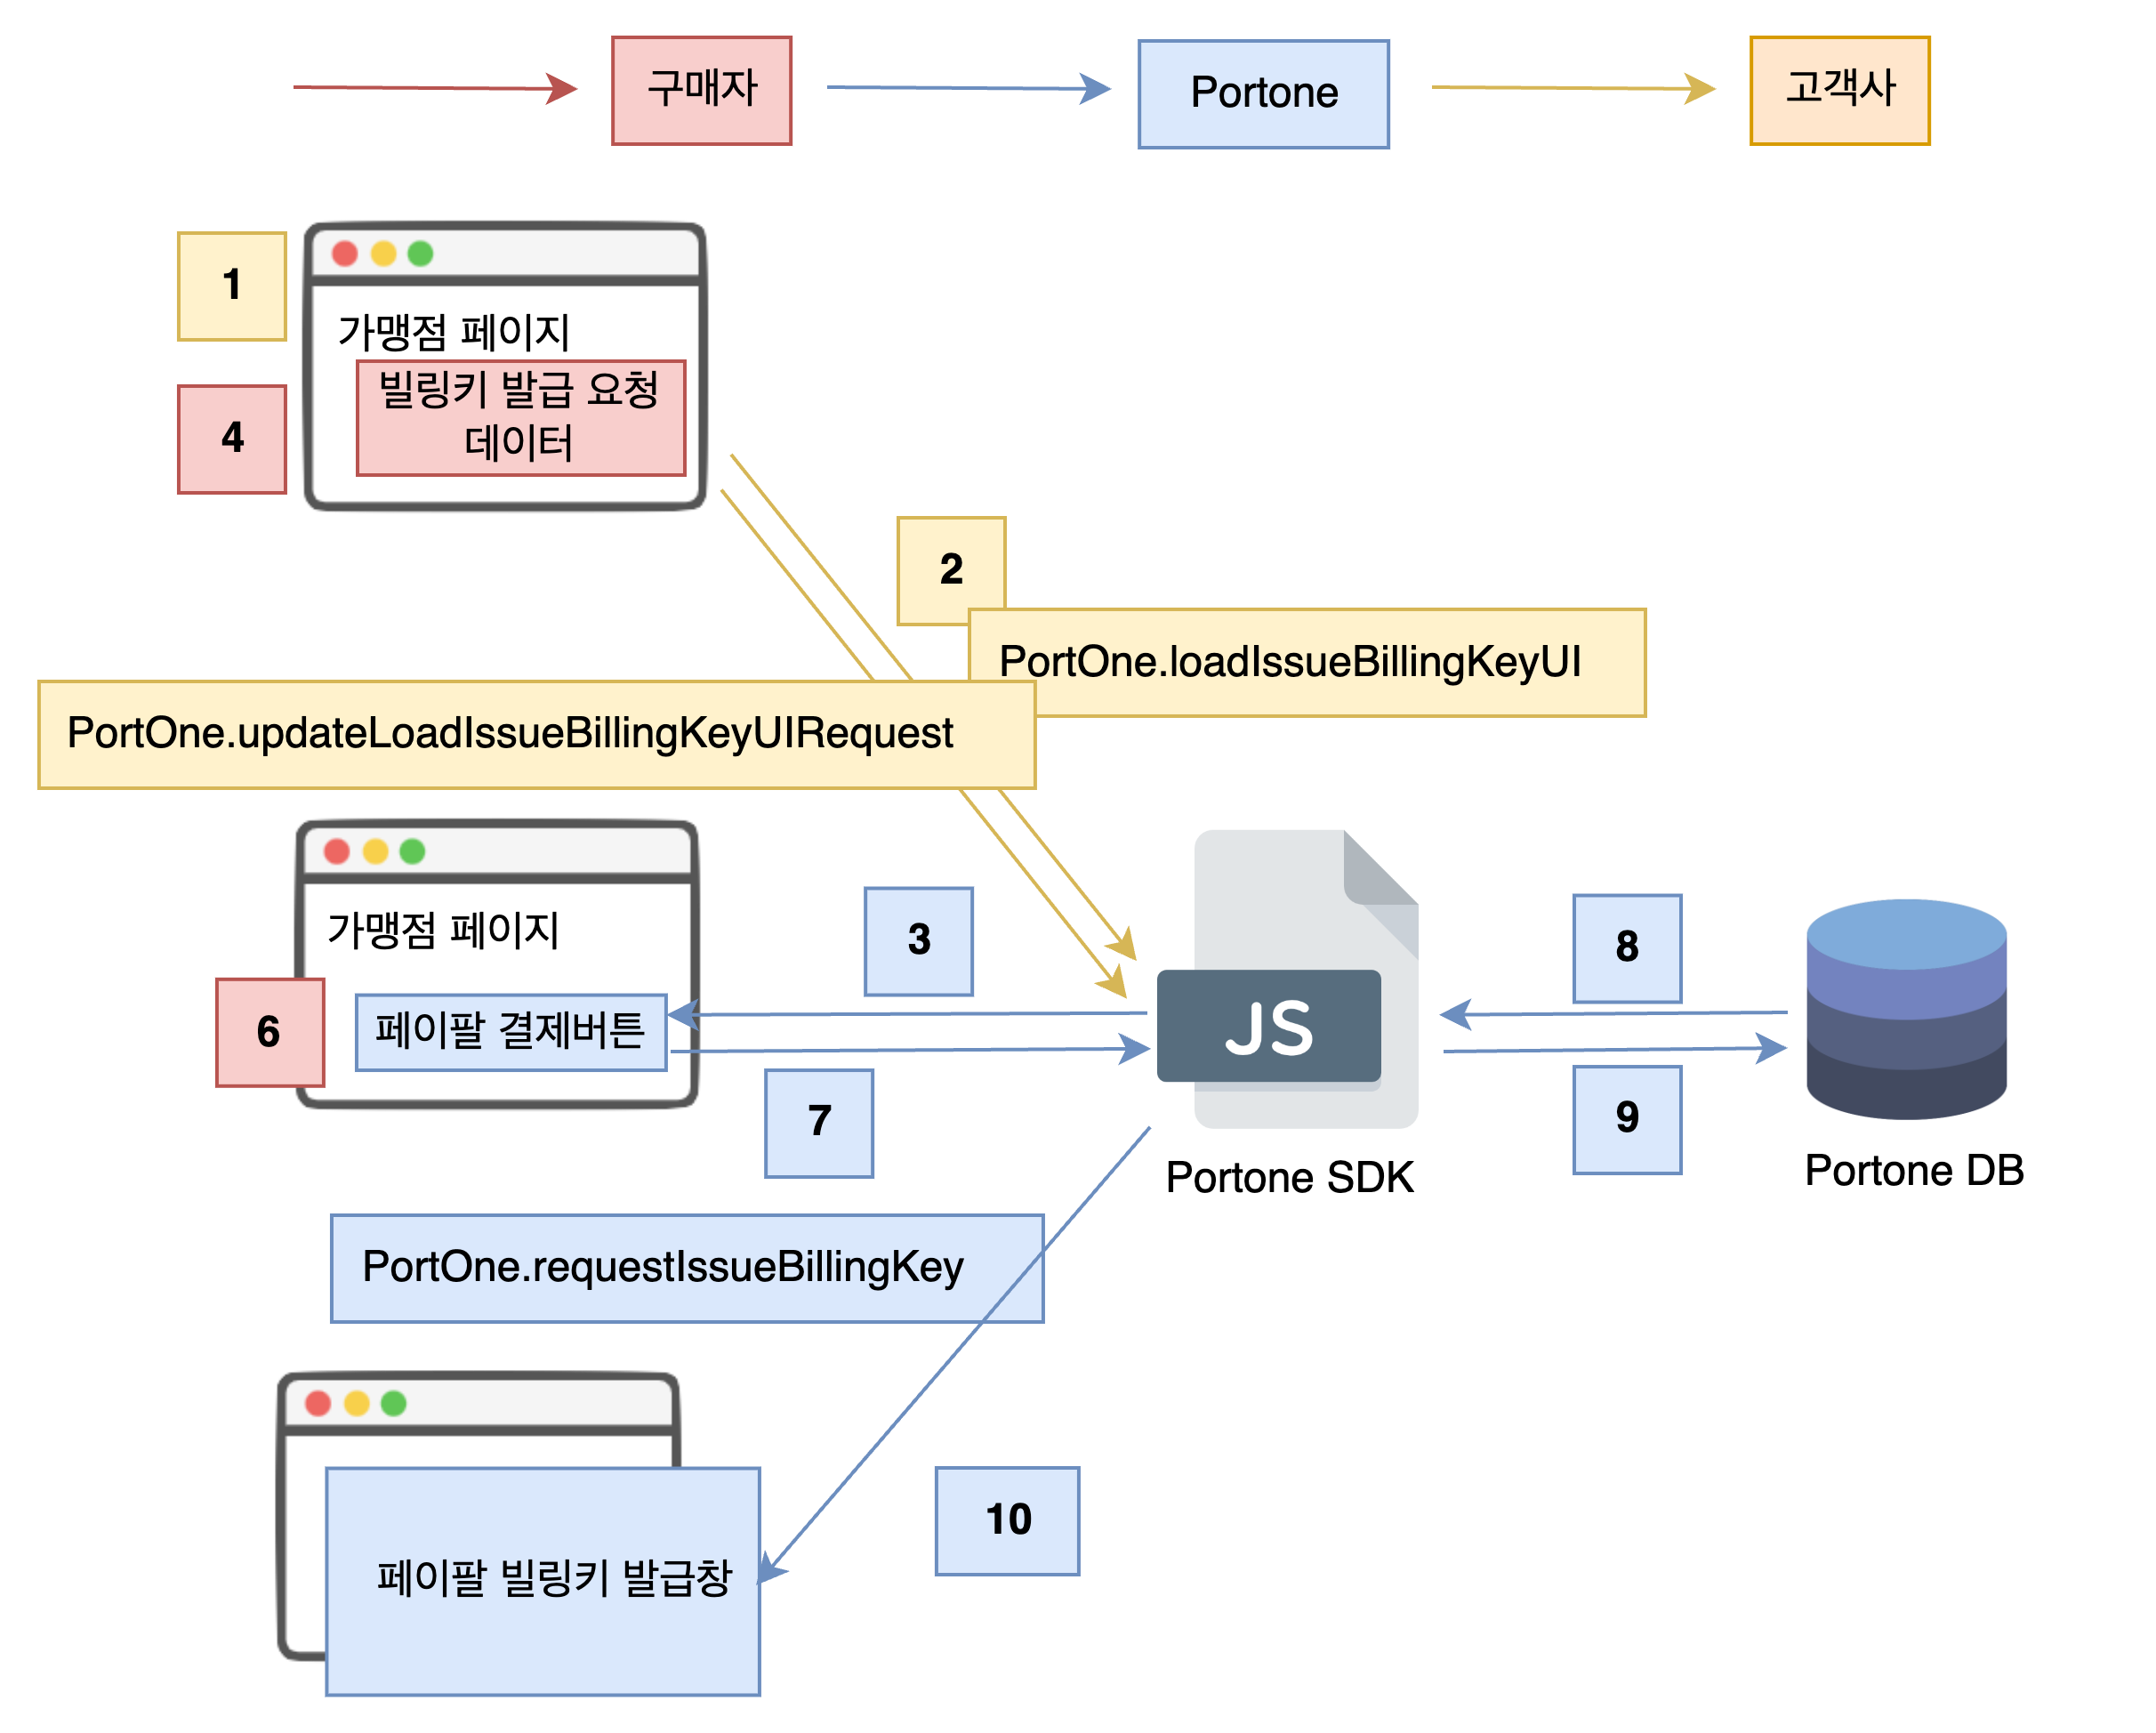 구매자
Portone
고객사
1
가맹점 페이지
빌링키 발급 요청
데이터
4
2
PortOne.loadIssueBillingKeyUI
PortOne.updateLoadIssueBillingKeyUIRequest
가맹점 페이지
3
8
6
페이팔 결제버튼
JS
7
9
Portone SDK
Portone DB
PortOne.requestIssueBillingKey
10
페이팔 빌링키 발급창